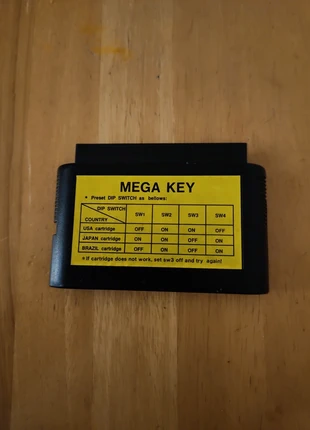 MEGA KEY
* Preset DIP SWITCH as bellows:
DIP SWITCH SW1 SW2 SW3 SW4
COUNTRY
USA cartridge OFF ON ON OFF
JAPAN cartridge ON ON OFF ON
BRAZIL cartridge OFF ON OFF ON
*If cartridge does not work, set sw3 off and try again!